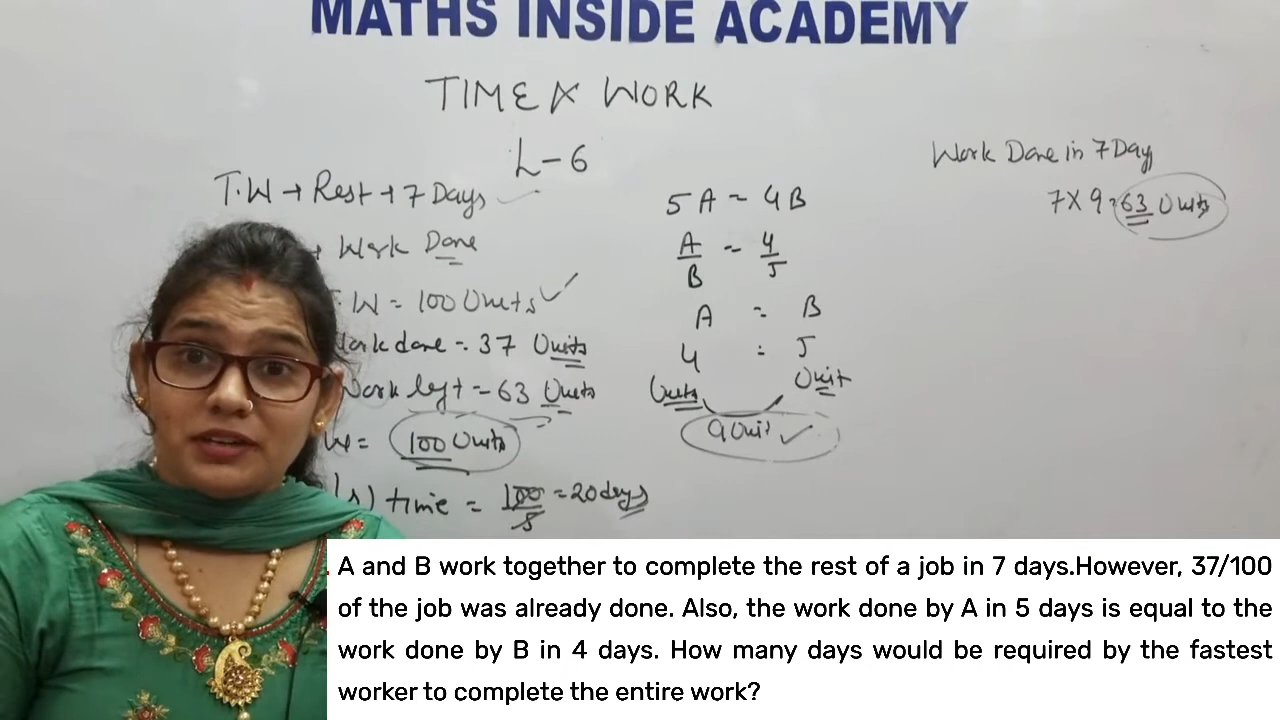 MATHS INSIDE ACADEMY
TIME & WORK
L-6
T.W → Rest → 7 Days
→ Work Done
W = 100 Units
Work done = 37 Units
Work left = 63 Units
W = 100 Units
time = 100/5 = 20 days
5A = 4B
A/B = 4/5
A : B
4 : 5
Units Unit
9 Unit
Work Done in 7 Day
7 X 9 = 63 Units
A and B work together to complete the rest of a job in 7 days.However, 37/100
of the job was already done. Also, the work done by A in 5 days is equal to the
work done by B in 4 days. How many days would be required by the fastest
worker to complete the entire work?